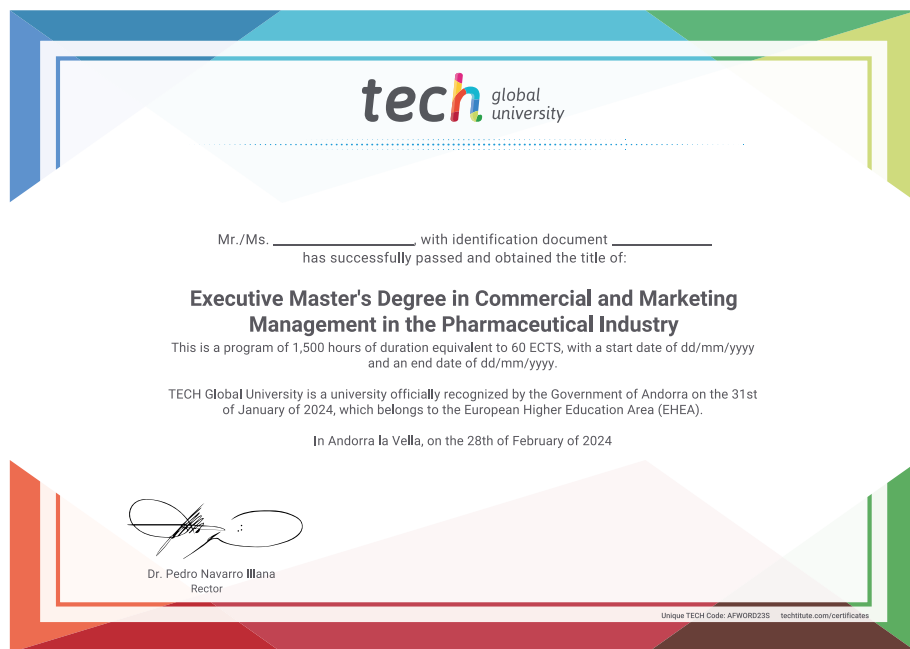 tech global university
Mr./Ms. ______________, with identification document __________
has successfully passed and obtained the title of:
Executive Master's Degree in Commercial and Marketing
Management in the Pharmaceutical Industry
This is a program of 1,500 hours of duration equivalent to 60 ECTS, with a start date of dd/mm/yyyy
and an end date of dd/mm/yyyy.
TECH Global University is a university officially recognized by the Government of Andorra on the 31st
of January of 2024, which belongs to the European Higher Education Area (EHEA).
In Andorra la Vella, on the 28th of February of 2024
Dr. Pedro Navarro Illana
Rector
Unique TECH Code: AFWORD23S techtitute.com/certificates